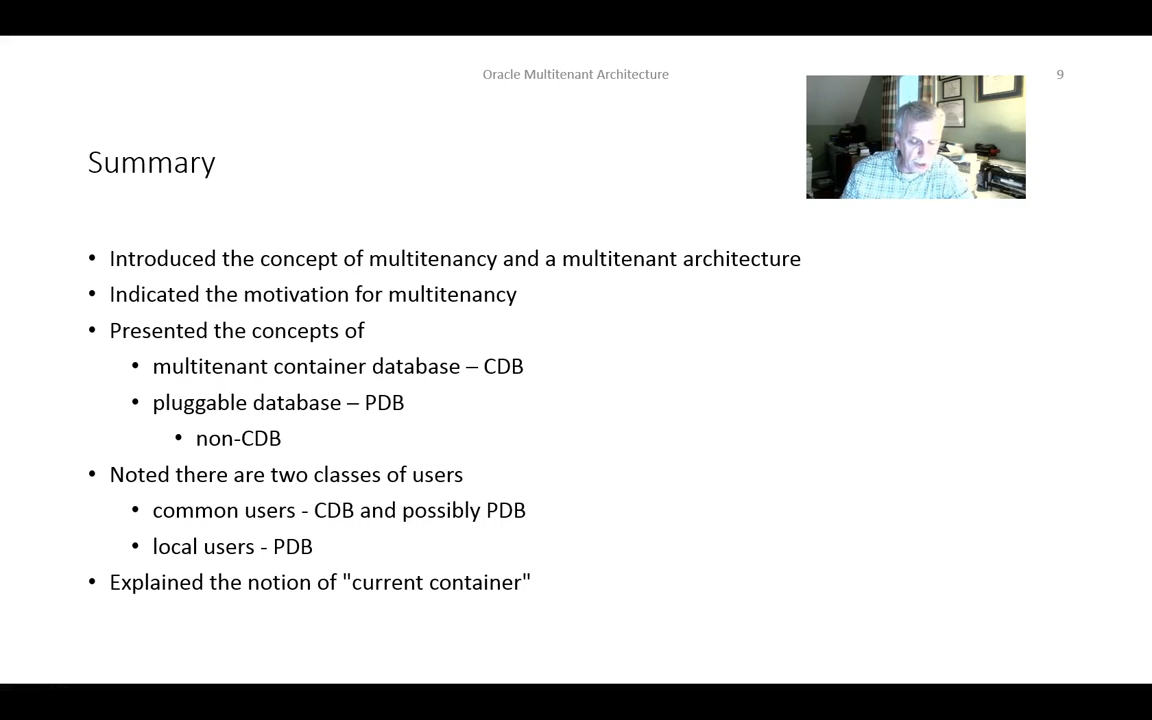 Oracle Multitenant Architecture
9
Summary
• Introduced the concept of multitenancy and a multitenant architecture
• Indicated the motivation for multitenancy
• Presented the concepts of
• multitenant container database – CDB
• pluggable database – PDB
• non-CDB
• Noted there are two classes of users
• common users - CDB and possibly PDB
• local users - PDB
• Explained the notion of "current container"